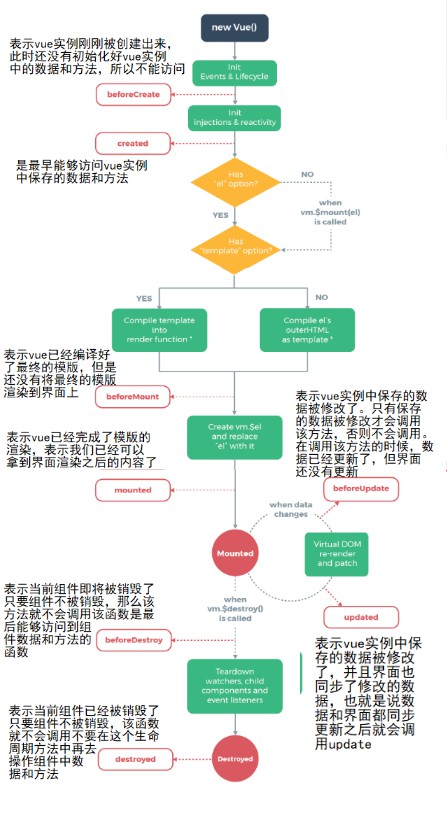 new Vue()
表示vue实例刚刚被创建出来，
此时还没有初始化好vue实例
中的数据和方法，所以不能访问
Init
Events & Lifecycle
beforeCreate
Init
injections & reactivity
created
是最早能够访问vue实例
中保存的数据和方法
Has
"el" option?
NO
when
vm.$mount(el)
is called
YES
Has
"template" option?
YES
NO
Compile template
into
render function *
Compile el's
outerHTML
as template *
表示vue已经编译好
了最终的模版，但是
还没有将最终的模版
渲染到界面上
beforeMount
表示vue实例中保存的数
据被修改了。只有保存
的数据被修改才会调用
该方法，否则不会调用。
在调用该方法的时候，数
据已经更新了，但界面
还没有更新
Create vm.$el
and replace
"el" with it
表示vue已经完成了模版的
渲染，表示我们已经可以
拿到界面渲染之后的内容了
mounted
beforeUpdate
when data
changes
Mounted
Virtual DOM
re-render
and patch
updated
表示当前组件即将被销毁了
只要组件不被销毁，那么该
方法就不会调用该函数是最
后能够访问到组
件数据和方法的
函数
when
vm.$destroy()
is called
beforeDestroy
表示vue实例中保
存的数据被修改
了，并且界面也
同步了修改的数
据，也就是说数
据和界面都同步
更新之后就会调
用update
Teardown
watchers, child
components and
event listeners
表示当前组件已经被销毁了
只要组件不被销毁，该函数
就不会调用不要在这个生命
周期方法中再去
操作组件中数
据和方法
destroyed
Destroyed